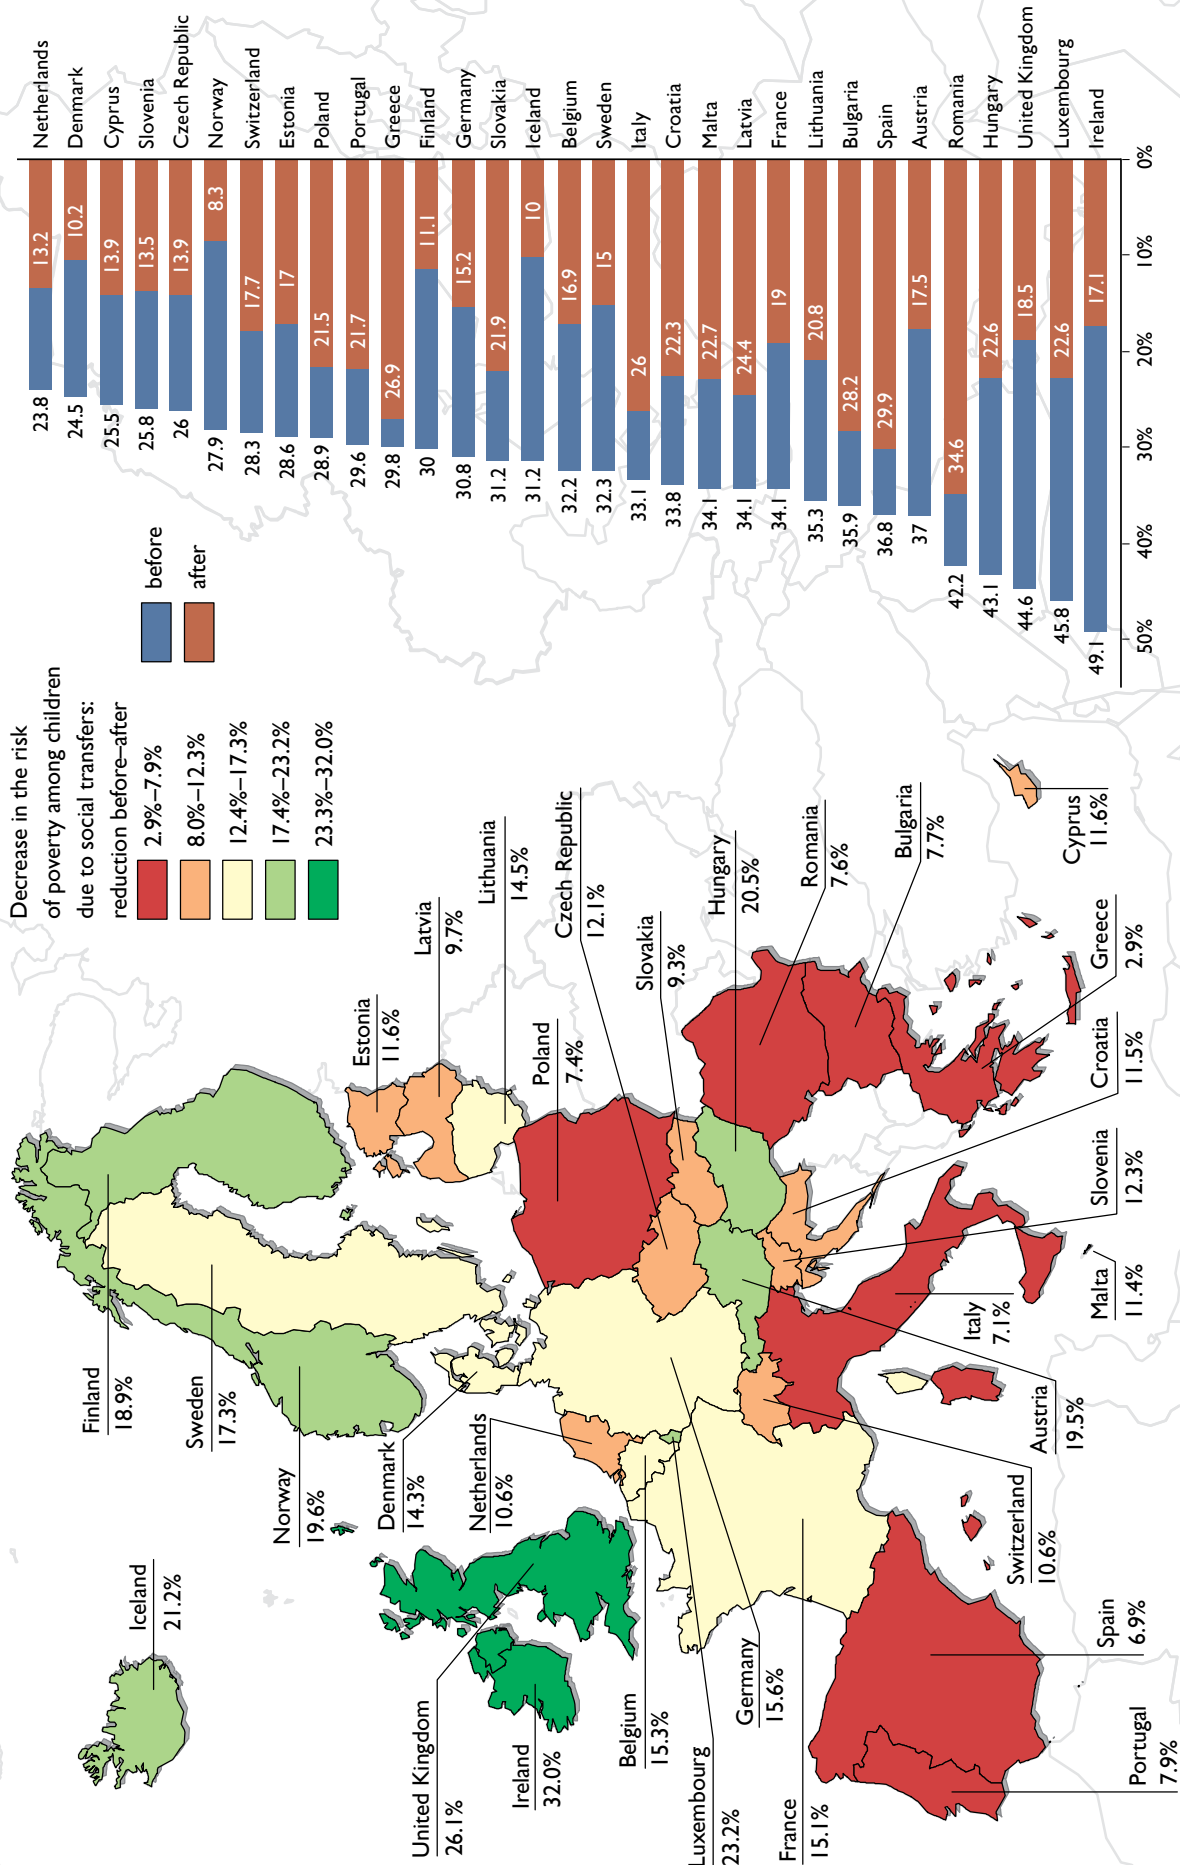 Decrease in the risk
of poverty among children
due to social transfers:
reduction before–after
2.9%–7.9%
8.0%–12.3%
12.4%–17.3%
17.4%–23.2%
23.3%–32.0%
before
after
Iceland
21.2%
Norway
19.6%
Sweden
17.3%
Finland
18.9%
Estonia
11.6%
Latvia
9.7%
Lithuania
14.5%
Denmark
14.3%
Netherlands
10.6%
United Kingdom
26.1%
Ireland
32.0%
Belgium
15.3%
Luxembourg
23.2%
Germany
15.6%
France
15.1%
Poland
7.4%
Czech Republic
12.1%
Slovakia
9.3%
Hungary
20.5%
Romania
7.6%
Bulgaria
7.7%
Cyprus
11.6%
Greece
2.9%
Croatia
11.5%
Slovenia
12.3%
Malta
11.4%
Italy
7.1%
Austria
19.5%
Switzerland
10.6%
Spain
6.9%
Portugal
7.9%
23.8 13.2 Netherlands
24.5 10.2 Denmark
25.5 13.9 Cyprus
25.8 13.5 Slovenia
26 13.9 Czech Republic
27.9 8.3 Norway
28.3 17.7 Switzerland
28.6 17 Estonia
28.9 21.5 Poland
29.6 21.7 Portugal
29.8 26.9 Greece
30 11.1 Finland
30.8 15.2 Germany
31.2 21.9 Slovakia
31.2 10 Iceland
32.2 16.9 Belgium
32.3 15 Sweden
33.1 26 Italy
33.8 22.3 Croatia
34.1 22.7 Malta
34.1 24.4 Latvia
34.1 19 France
35.3 20.8 Lithuania
35.9 28.2 Bulgaria
36.8 29.9 Spain
37 17.5 Austria
42.2 34.6 Romania
43.1 22.6 Hungary
44.6 18.5 United Kingdom
45.8 22.6 Luxembourg
49.1 17.1 Ireland
50% 40% 30% 20% 10% 0%